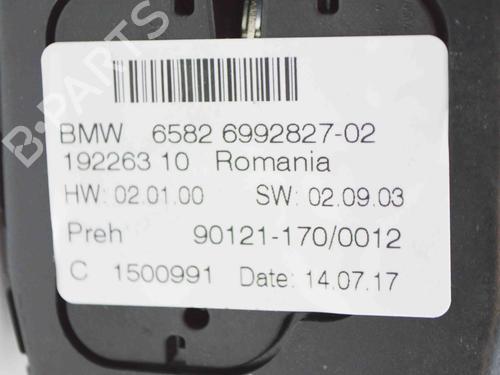 B-PARTS
BMW 6582 6992827-02
192263 10 Romania
HW: 02.01.00 SW: 02.09.03
Preh 90121-170/0012
C 1500991 Date: 14.07.17